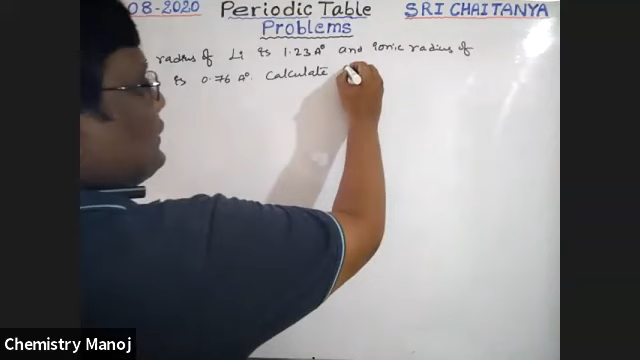 08-2020 Periodic Table SRI CHAITANYA
Problems
radius of Li is 1.23 A° and ionic radius of
is 0.76 A°. Calculate
Chemistry Manoj